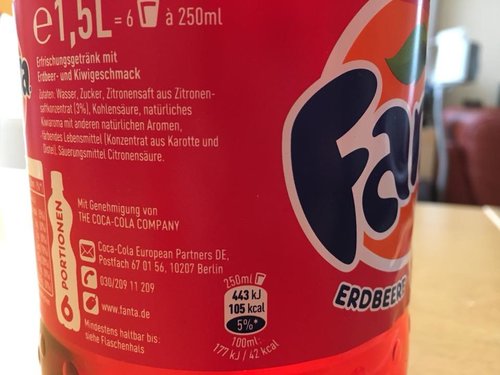 e1,5L = 6 à 250ml
Erfrischungsgetränk mit
Erdbeer- und Kiwigeschmack
Zutaten: Wasser, Zucker, Zitronensaft aus Zitronen-
saftkonzentrat (3%), Kohlensäure, natürliches
Kiwiaroma mit anderen natürlichen Aromen,
färbendes Lebensmittel (Konzentrat aus Karotte und
Distel), Säuerungsmittel Citronensäure.
6 PORTIONEN
Mit Genehmigung von
THE COCA-COLA COMPANY
Coca-Cola European Partners DE,
Postfach 67 01 56, 10207 Berlin
030/209 11 209
www.fanta.de
Mindestens haltbar bis:
siehe Flaschenhals
250ml
443 kJ
105 kcal
5%*
100ml:
177 kJ / 42 kcal
Fan
ERDBEERE